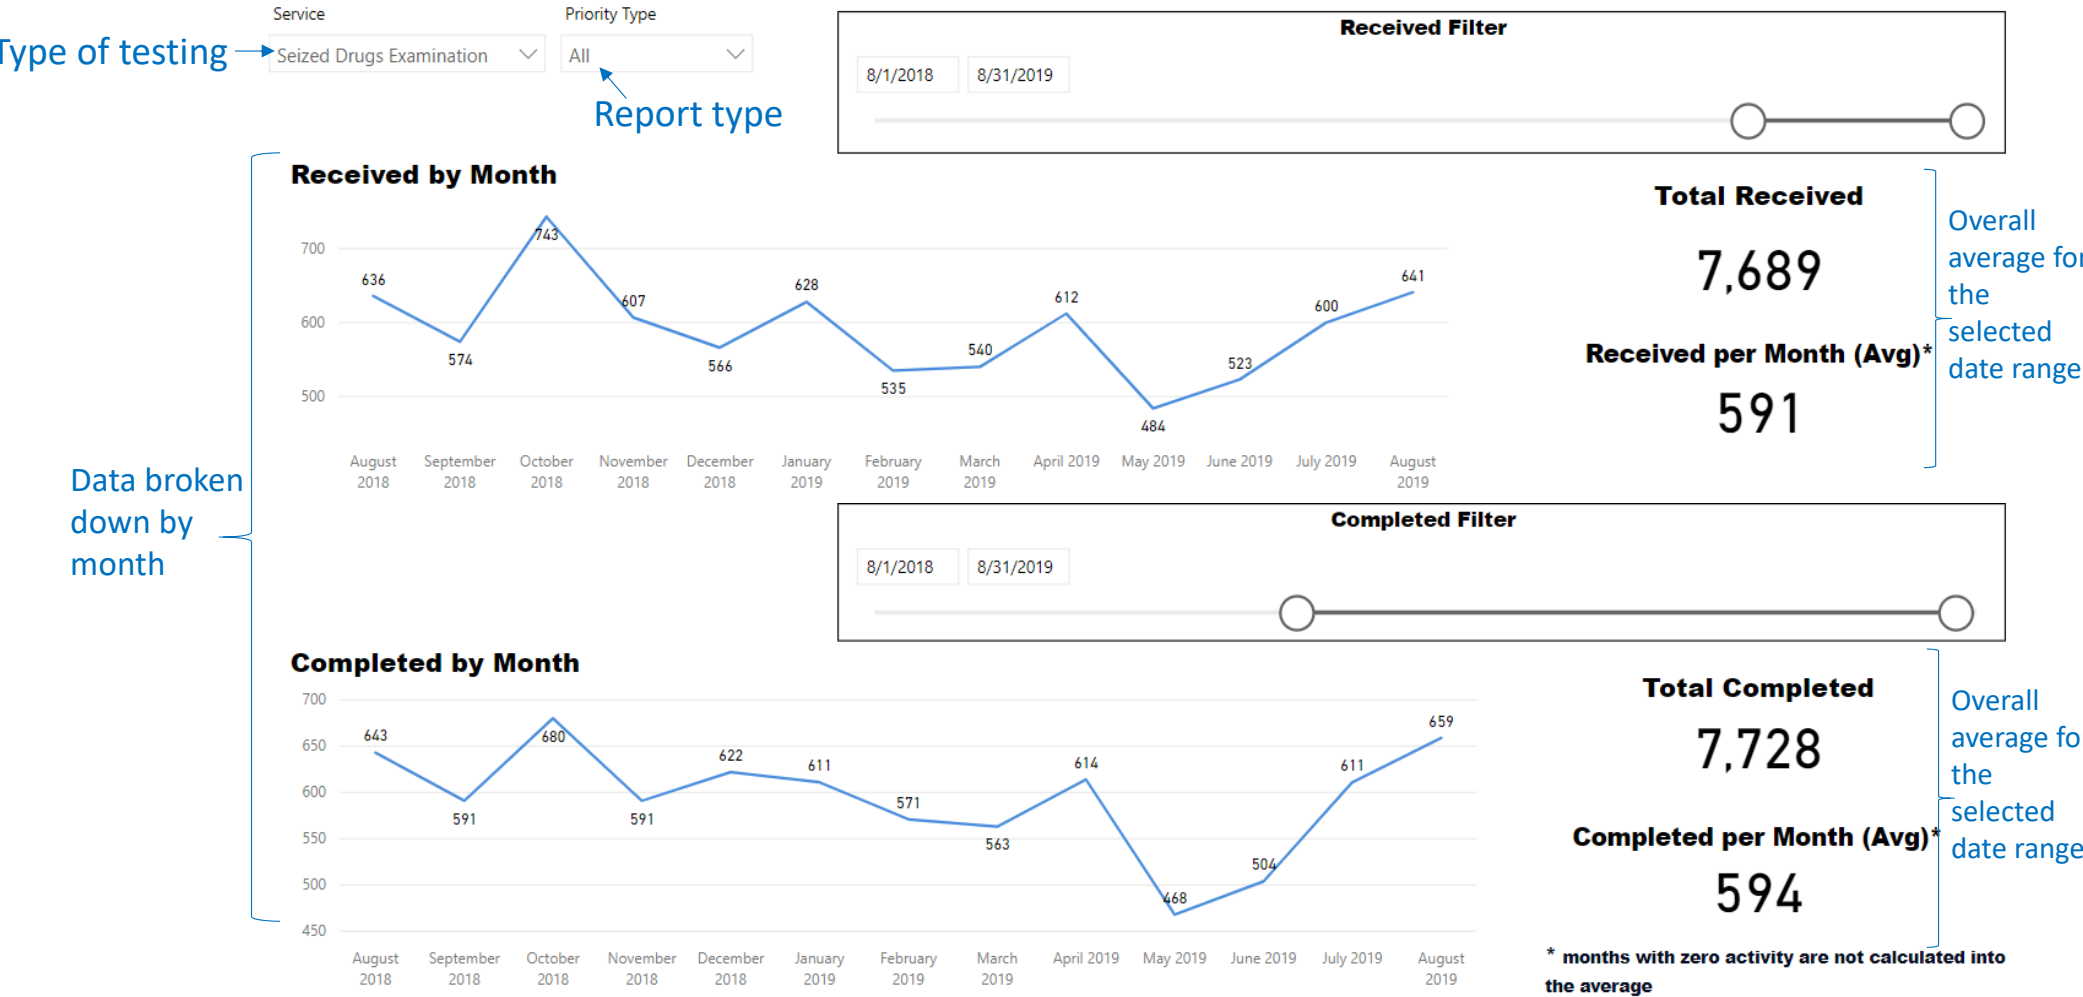 Service
Priority Type
Type of testing
Seized Drugs Examination
All
Report type
Received Filter
8/1/2018
8/31/2019
Received by Month
700
600
500
636
574
743
607
566
628
535
540
612
484
523
600
641
August 2018
September 2018
October 2018
November 2018
December 2018
January 2019
February 2019
March 2019
April 2019
May 2019
June 2019
July 2019
August 2019
Total Received
7,689
Received per Month (Avg)*
591
Overall
average for
the
selected
date range
Data broken
down by
month
Completed Filter
8/1/2018
8/31/2019
Completed by Month
700
650
600
550
500
450
643
591
680
591
622
611
571
563
614
468
504
611
659
August 2018
September 2018
October 2018
November 2018
December 2018
January 2019
February 2019
March 2019
April 2019
May 2019
June 2019
July 2019
August 2019
Total Completed
7,728
Completed per Month (Avg)*
594
Overall
average fo
the
selected
date range
* months with zero activity are not calculated into
the average